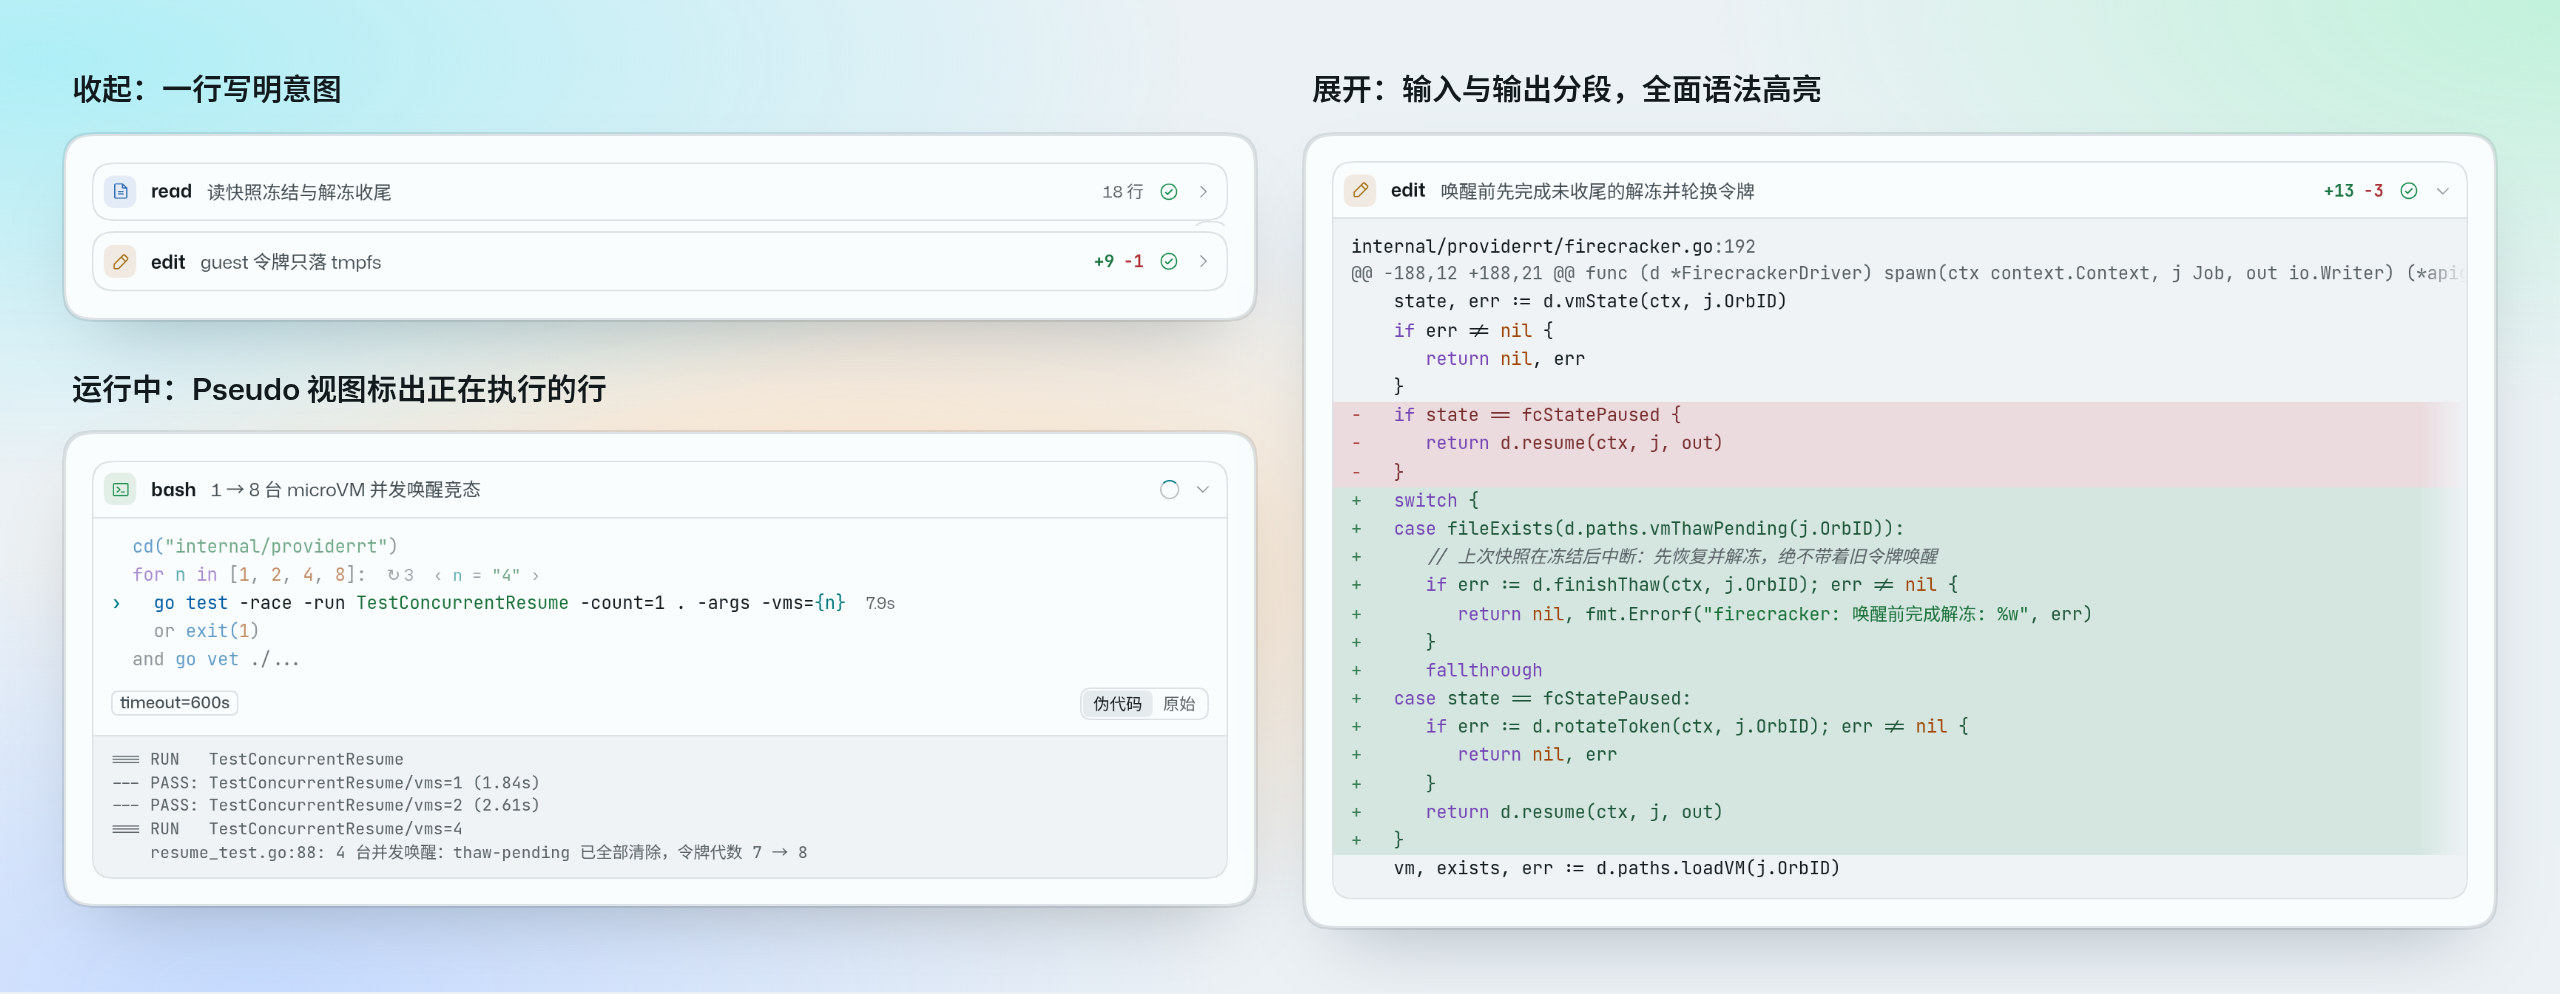 收起：一行写明意图
read 读快照冻结与解冻收尾 18 行
edit guest 令牌只落 tmpfs +9 -1
运行中：Pseudo 视图标出正在执行的行
bash 1 → 8 台 microVM 并发唤醒竞态
cd("internal/providerrt")
for n in [1, 2, 4, 8]: ↻3 ‹ n = "4" ›
› go test -race -run TestConcurrentResume -count=1 . -args -vms={n} 7.9s
or exit(1)
and go vet ./...
timeout=600s 伪代码 原始
=== RUN TestConcurrentResume
--- PASS: TestConcurrentResume/vms=1 (1.84s)
--- PASS: TestConcurrentResume/vms=2 (2.61s)
=== RUN TestConcurrentResume/vms=4
resume_test.go:88: 4 台并发唤醒：thaw-pending 已全部清除，令牌代数 7 → 8
展开：输入与输出分段，全面语法高亮
edit 唤醒前先完成未收尾的解冻并轮换令牌 +13 -3
internal/providerrt/firecracker.go:192
@@ -188,12 +188,21 @@ func (d *FirecrackerDriver) spawn(ctx context.Context, j Job, out io.Writer) (*api
state, err := d.vmState(ctx, j.OrbID)
if err != nil {
return nil, err
}
- if state == fcStatePaused {
- return d.resume(ctx, j, out)
- }
+ switch {
+ case fileExists(d.paths.vmThawPending(j.OrbID)):
+ // 上次快照在冻结后中断：先恢复并解冻，绝不带着旧令牌唤醒
+ if err := d.finishThaw(ctx, j.OrbID); err != nil {
+ return nil, fmt.Errorf("firecracker: 唤醒前完成解冻: %w", err)
+ }
+ fallthrough
+ case state == fcStatePaused:
+ if err := d.rotateToken(ctx, j.OrbID); err != nil {
+ return nil, err
+ }
+ return d.resume(ctx, j, out)
+ }
vm, exists, err := d.paths.loadVM(j.OrbID)